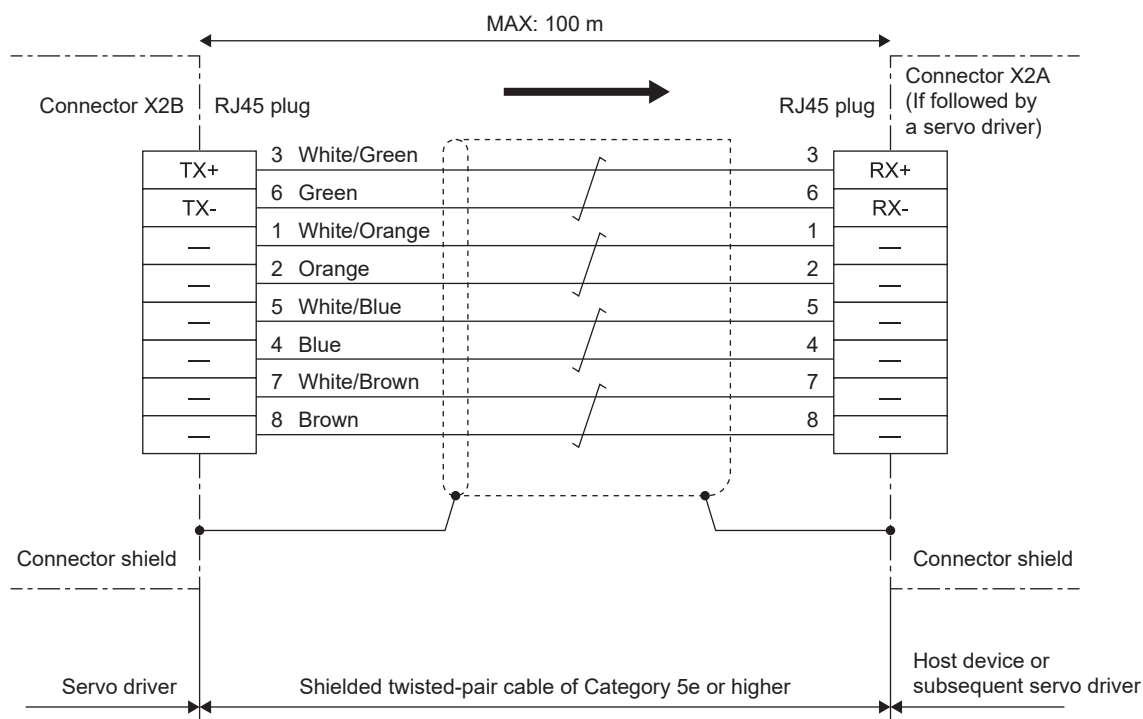 MAX: 100 m
Connector X2B
RJ45 plug
RJ45 plug
Connector X2A
(If followed by
a servo driver)
TX+
3 White/Green
3
RX+
TX-
6 Green
6
RX-
—
1 White/Orange
1
—
—
2 Orange
2
—
—
5 White/Blue
5
—
—
4 Blue
4
—
—
7 White/Brown
7
—
—
8 Brown
8
—
Connector shield
Connector shield
Servo driver
Shielded twisted-pair cable of Category 5e or higher
Host device or
subsequent servo driver